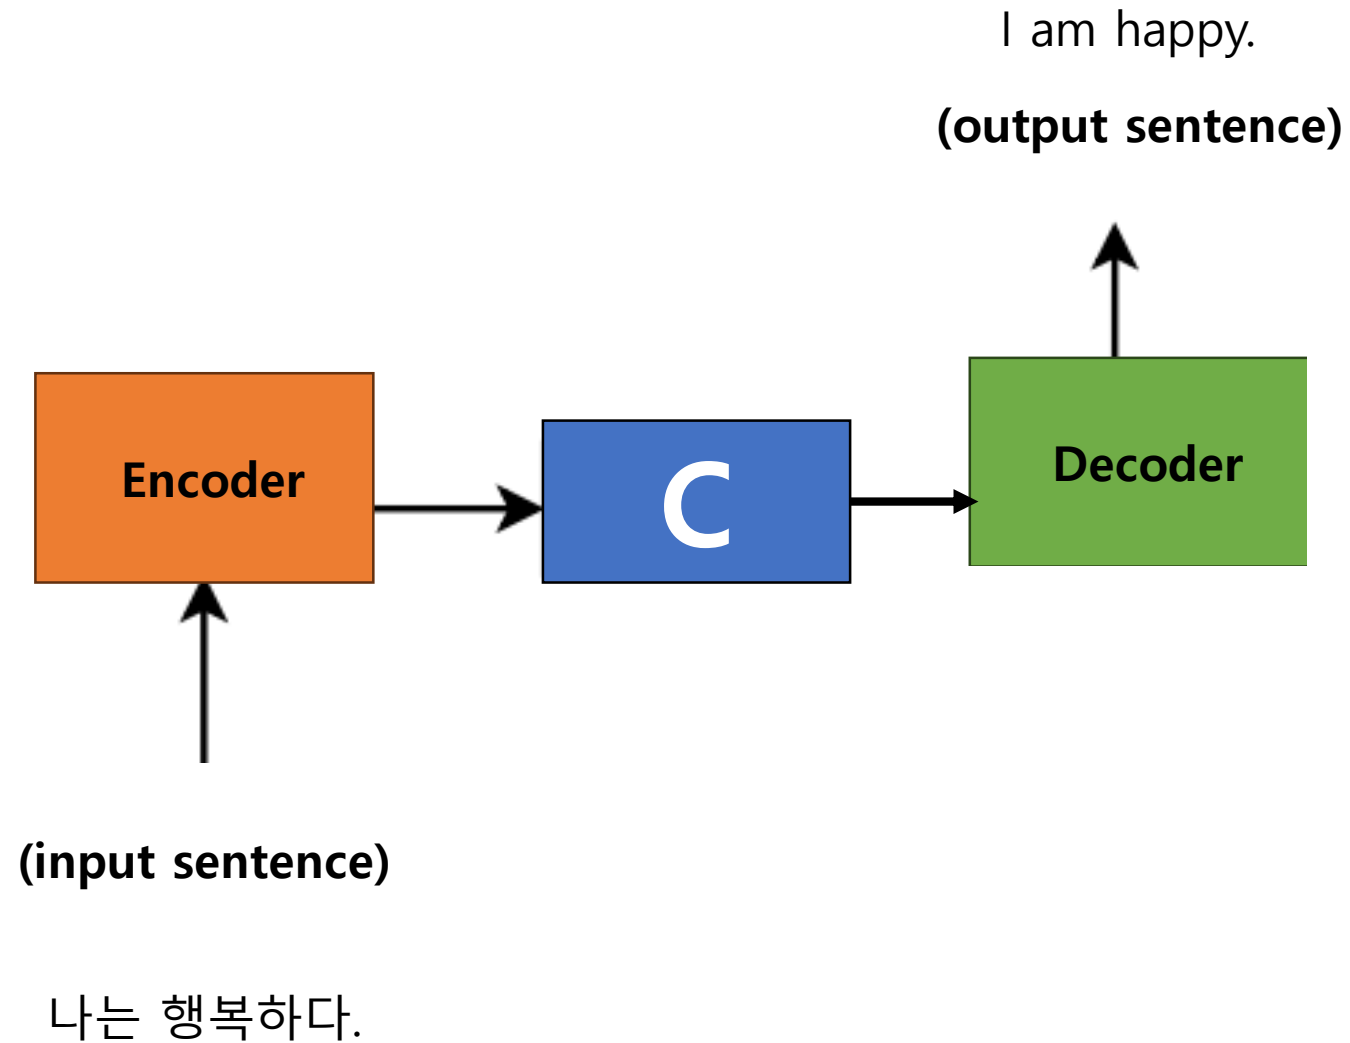 I am happy.
(output sentence)
Encoder
C
Decoder
(input sentence)
나는 행복하다.